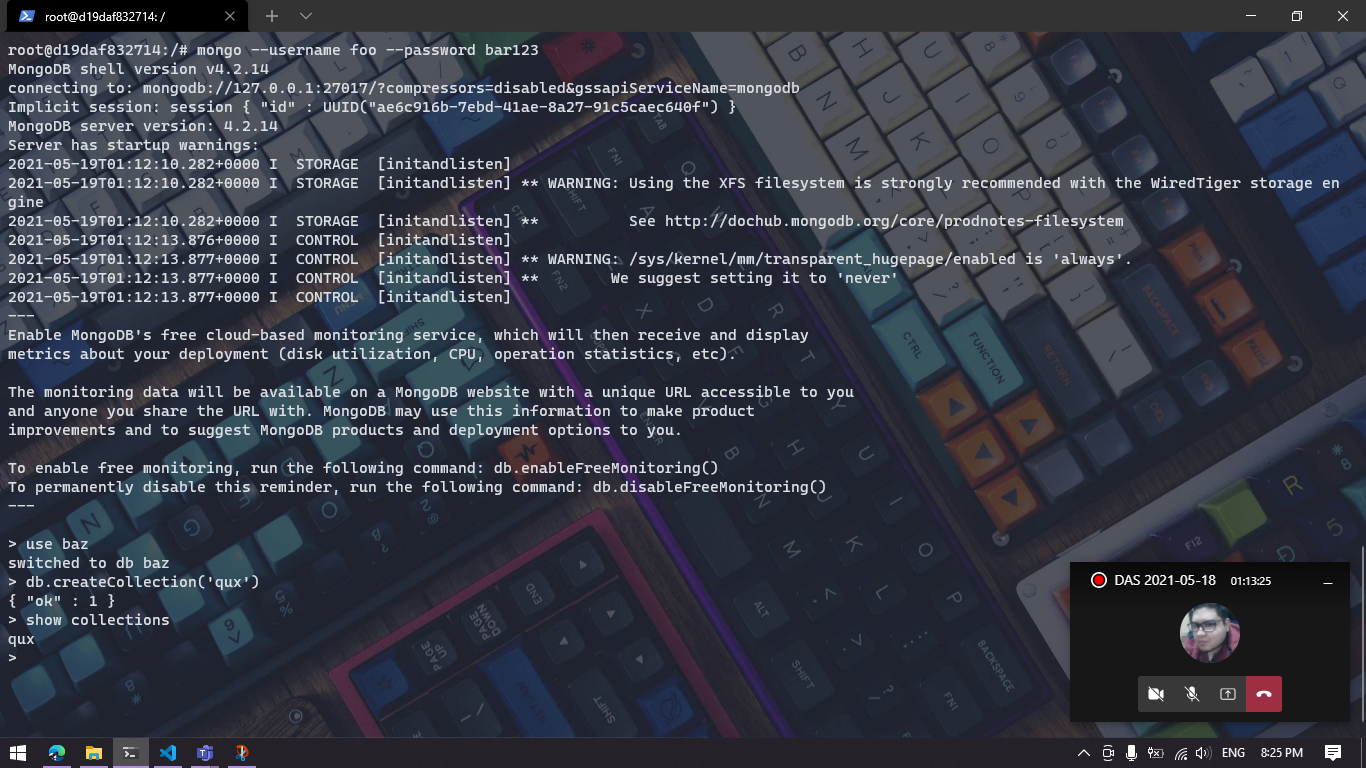 root@d19daf832714: /
root@d19daf832714:/# mongo --username foo --password bar123
MongoDB shell version v4.2.14
connecting to: mongodb://127.0.0.1:27017/?compressors=disabled&gssapiServiceName=mongodb
Implicit session: session { "id" : UUID("ae6c916b-7ebd-41ae-8a27-91c5caec640f") }
MongoDB server version: 4.2.14
Server has startup warnings:
2021-05-19T01:12:10.282+0000 I  STORAGE  [initandlisten]
2021-05-19T01:12:10.282+0000 I  STORAGE  [initandlisten] ** WARNING: Using the XFS filesystem is strongly recommended with the WiredTiger storage en
gine
2021-05-19T01:12:10.282+0000 I  STORAGE  [initandlisten] **          See http://dochub.mongodb.org/core/prodnotes-filesystem
2021-05-19T01:12:13.876+0000 I  CONTROL  [initandlisten]
2021-05-19T01:12:13.877+0000 I  CONTROL  [initandlisten] ** WARNING: /sys/kernel/mm/transparent_hugepage/enabled is 'always'.
2021-05-19T01:12:13.877+0000 I  CONTROL  [initandlisten] **        We suggest setting it to 'never'
2021-05-19T01:12:13.877+0000 I  CONTROL  [initandlisten]
---
Enable MongoDB's free cloud-based monitoring service, which will then receive and display
metrics about your deployment (disk utilization, CPU, operation statistics, etc).
The monitoring data will be available on a MongoDB website with a unique URL accessible to you
and anyone you share the URL with. MongoDB may use this information to make product
improvements and to suggest MongoDB products and deployment options to you.
To enable free monitoring, run the following command: db.enableFreeMonitoring()
To permanently disable this reminder, run the following command: db.disableFreeMonitoring()
---
> use baz
switched to db baz
> db.createCollection('qux')
{ "ok" : 1 }
> show collections
qux
>
DAS 2021-05-18 01:13:25
ENG 8:25 PM